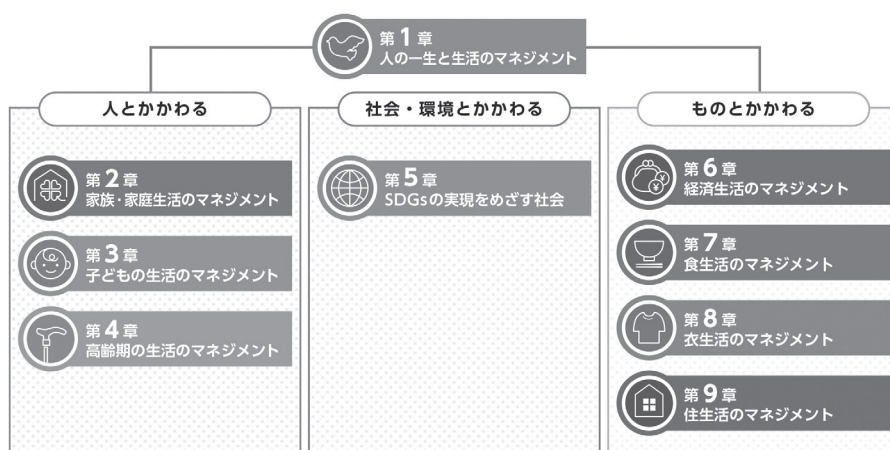 第1章
人の一生と生活のマネジメント
人とかかわる
第2章
家族・家庭生活のマネジメント
第3章
子どもの生活のマネジメント
第4章
高齢期の生活のマネジメント
社会・環境とかかわる
第5章
SDGsの実現をめざす社会
ものとかかわる
第6章
経済生活のマネジメント
第7章
食生活のマネジメント
第8章
衣生活のマネジメント
第9章
住生活のマネジメント